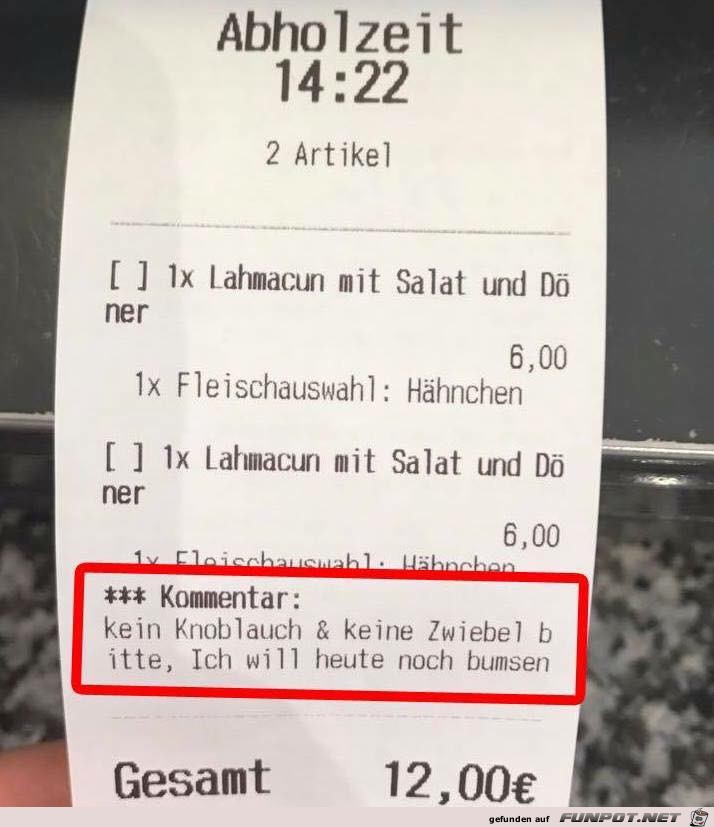 Abholzeit
14:22
2 Artikel
[ ] 1x Lahmacun mit Salat und Dö
ner
6,00
1x Fleischauswahl: Hähnchen
[ ] 1x Lahmacun mit Salat und Dö
ner
6,00
1x Fleischauswahl: Hähnchen
*** Kommentar:
kein Knoblauch & keine Zwiebel b
itte, Ich will heute noch bumsen
Gesamt 12,00€
gefunden auf FUNPOT.NET